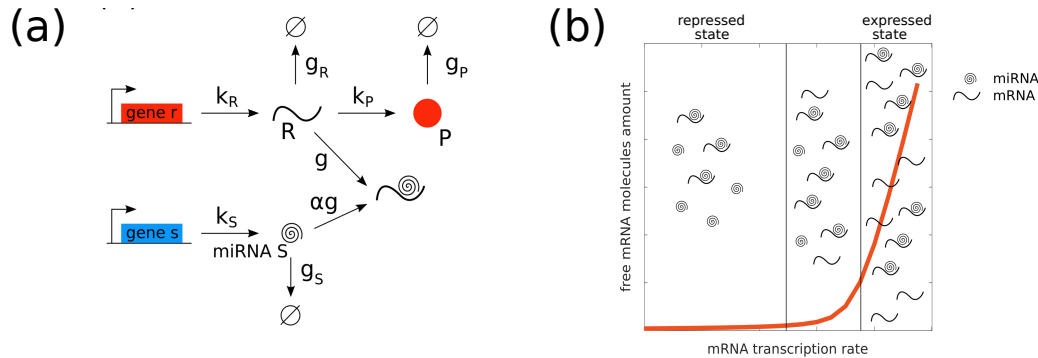 (a)
g_R
g_P
gene r
k_R
R
k_P
P
g
αg
gene s
k_S
miRNA S
g_S
(b)
repressed
state
expressed
state
miRNA
mRNA
free mRNA molecules amount
mRNA transcription rate